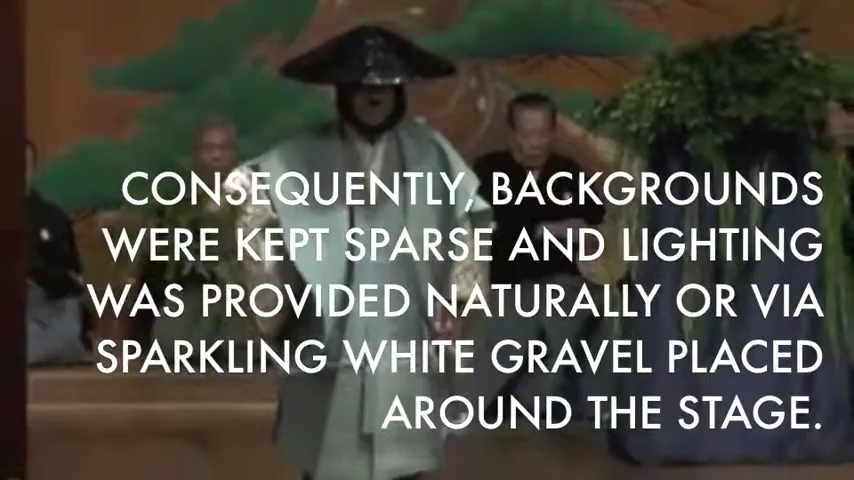 CONSEQUENTLY, BACKGROUNDS
WERE KEPT SPARSE AND LIGHTING
WAS PROVIDED NATURALLY OR VIA
SPARKLING WHITE GRAVEL PLACED
AROUND THE STAGE.